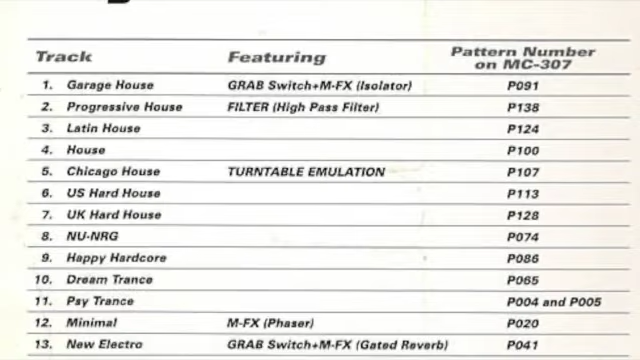 Track Featuring Pattern Number on MC-307
1. Garage House GRAB Switch+M-FX (Isolator) P091
2. Progressive House FILTER (High Pass Filter) P138
3. Latin House P124
4. House P100
5. Chicago House TURNTABLE EMULATION P107
6. US Hard House P113
7. UK Hard House P128
8. NU-NRG P074
9. Happy Hardcore P086
10. Dream Trance P065
11. Psy Trance P004 and P005
12. Minimal M-FX (Phaser) P020
13. New Electro GRAB Switch+M-FX (Gated Reverb) P041